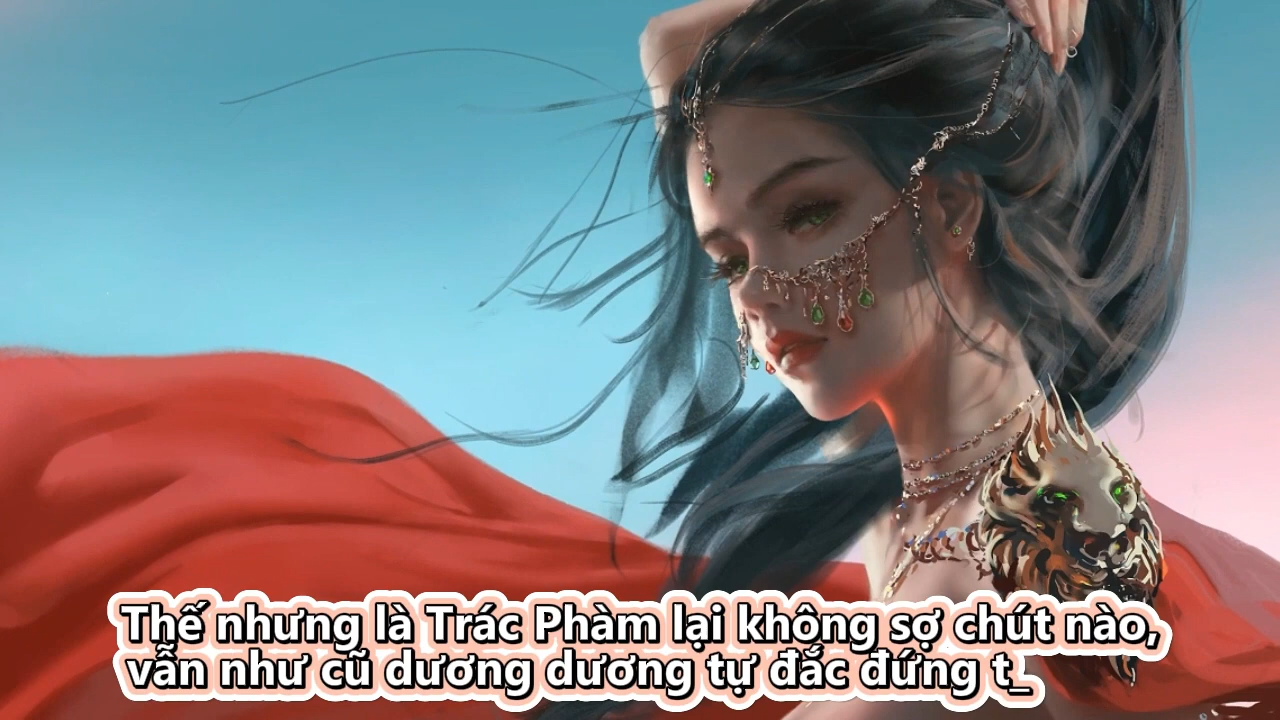 Thế nhưng là Trác Phàm lại không sợ chút nào,
vẫn như cũ dương dương tự đắc đứng t_